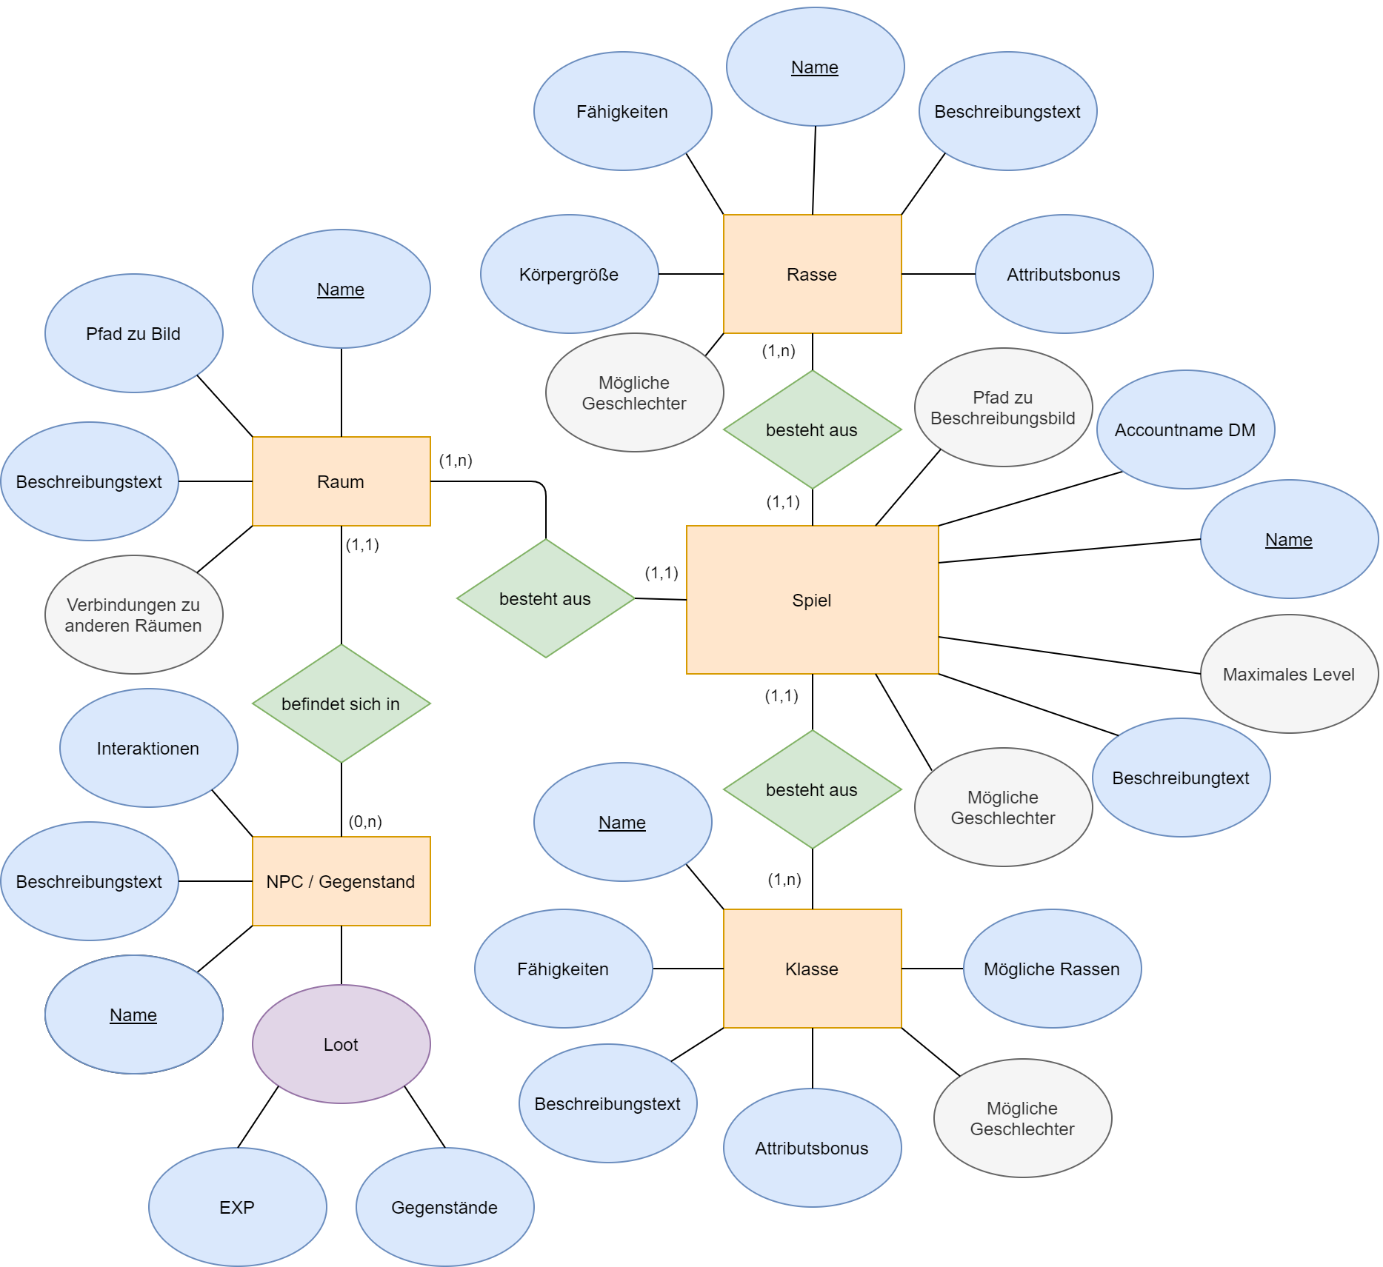 Name
Fähigkeiten
Beschreibungstext
Körpergröße
Rasse
Attributsbonus
Mögliche
Geschlechter
(1,n)
besteht aus
(1,1)
Name
Pfad zu Bild
Beschreibungstext
Raum
(1,n)
Verbindungen zu
anderen Räumen
(1,1)
besteht aus
(1,1)
Pfad zu
Beschreibungsbild
Accountname DM
Name
Spiel
Maximales Level
Beschreibungtext
Mögliche
Geschlechter
befindet sich in
(0,n)
Interaktionen
Beschreibungstext
NPC / Gegenstand
Name
Loot
EXP
Gegenstände
(1,1)
besteht aus
(1,n)
Name
Fähigkeiten
Klasse
Mögliche Rassen
Beschreibungstext
Attributsbonus
Mögliche
Geschlechter